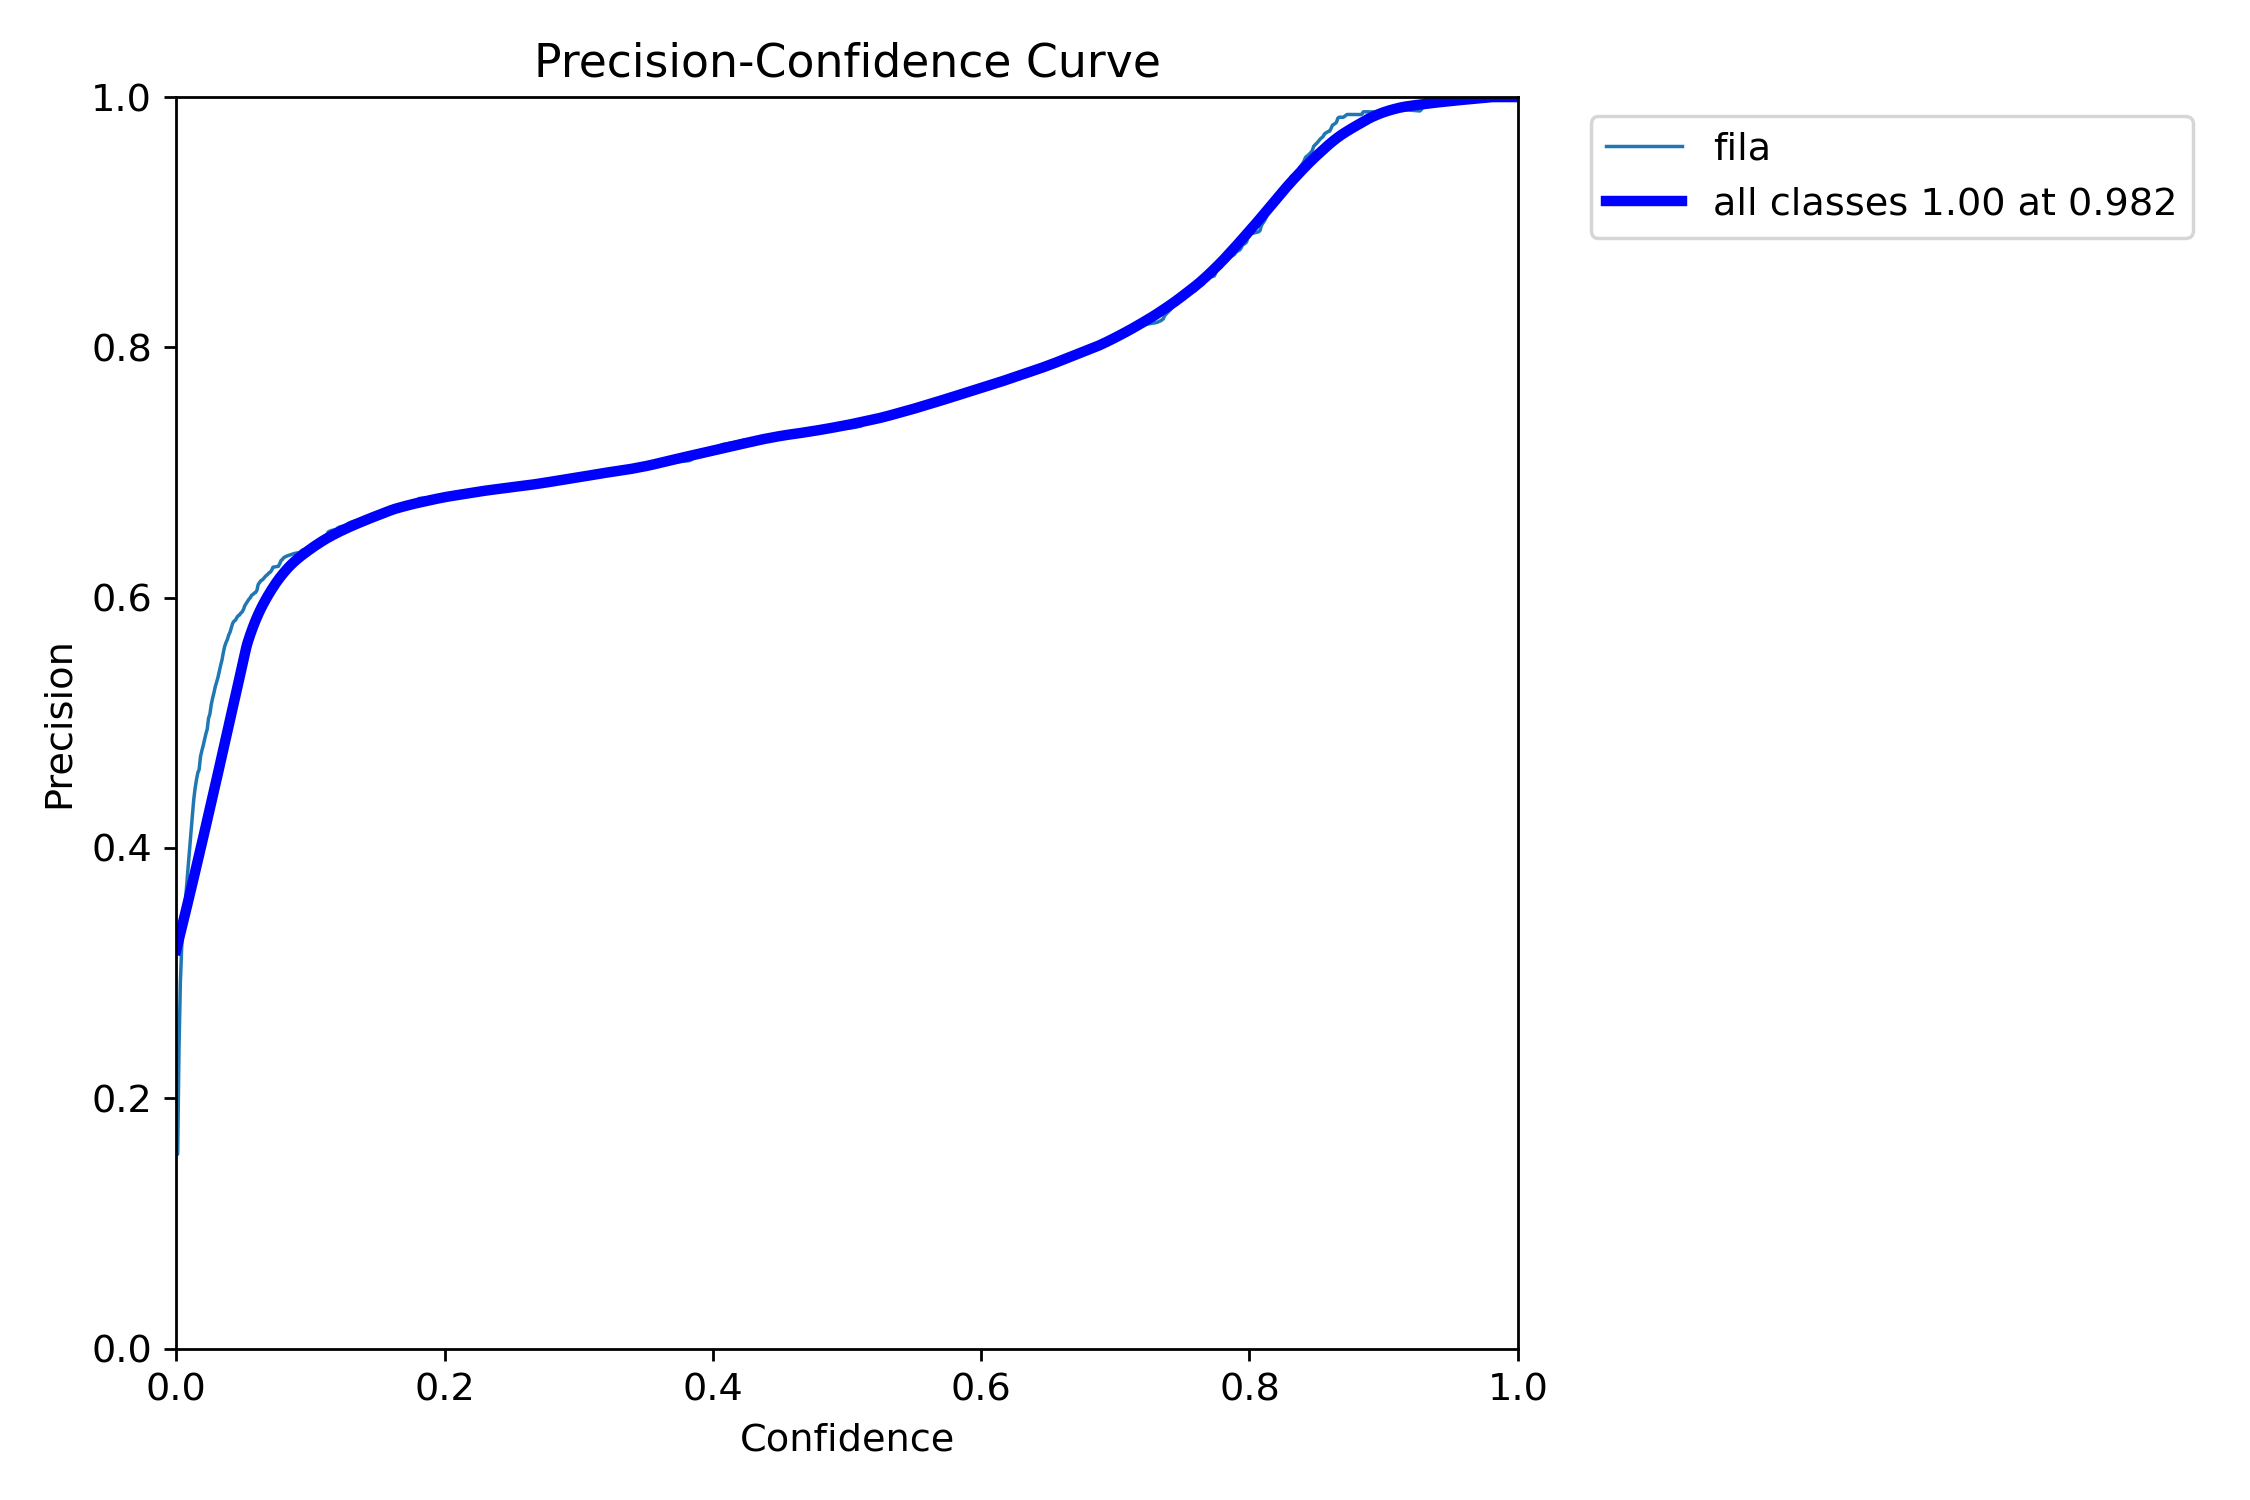 Precision-Confidence Curve
1.0
0.8
0.6
0.4
0.2
0.0
Precision
0.0 0.2 0.4 0.6 0.8 1.0
Confidence
fila
all classes 1.00 at 0.982